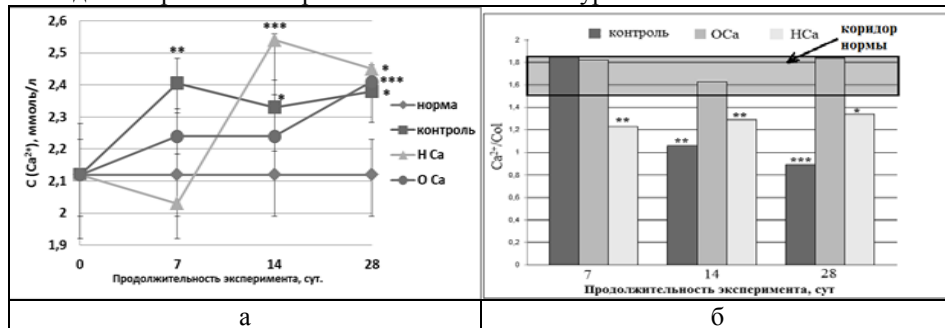 2,6
2,5
2,4
2,3
2,2
2,1
2
1,9
C (Ca²⁺), ммоль/л
**
***
*
*
***
*
норма
контроль
Н Са
О Са
0 7 14 28
Продолжительность эксперимента, сут.
контроль ОСа НСа
коридор
нормы
2
1,8
1,6
1,4
1,2
1
0,8
0,6
0,4
0,2
0
Ca²⁺/Col
**
**
**
***
*
7 14 28
Продолжительность эксперимента, сут
а б